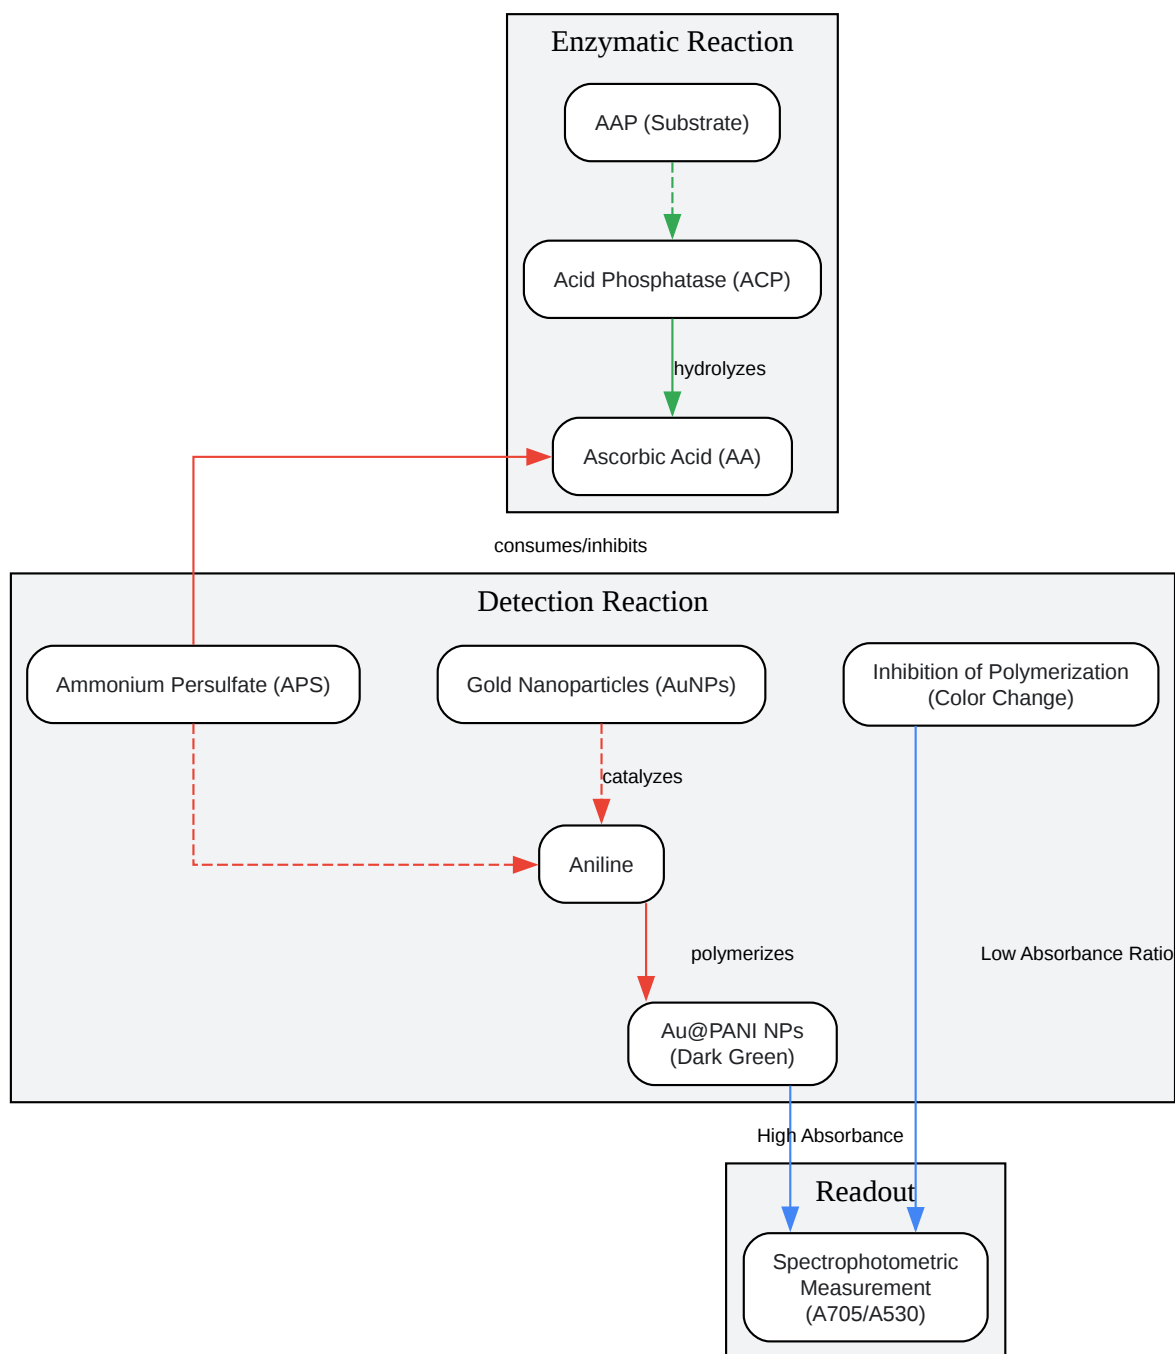 Enzymatic Reaction
AAP (Substrate)
Acid Phosphatase (ACP)
hydrolyzes
Ascorbic Acid (AA)
consumes/inhibits
Detection Reaction
Ammonium Persulfate (APS)
Gold Nanoparticles (AuNPs)
Inhibition of Polymerization
(Color Change)
catalyzes
Aniline
polymerizes
Low Absorbance Ratio
Au@PANI NPs
(Dark Green)
High Absorbance
Readout
Spectrophotometric
Measurement
(A705/A530)